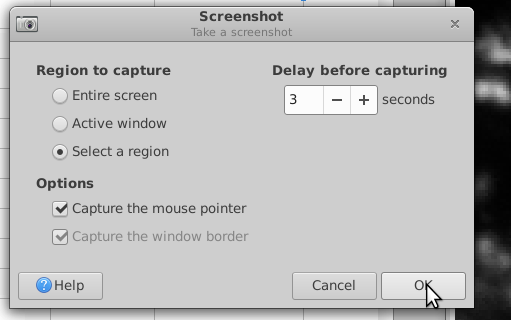 Screenshot
Take a screenshot
Region to capture
Entire screen
Active window
Select a region
Delay before capturing
3 seconds
Options
Capture the mouse pointer
Capture the window border
Help
Cancel
OK